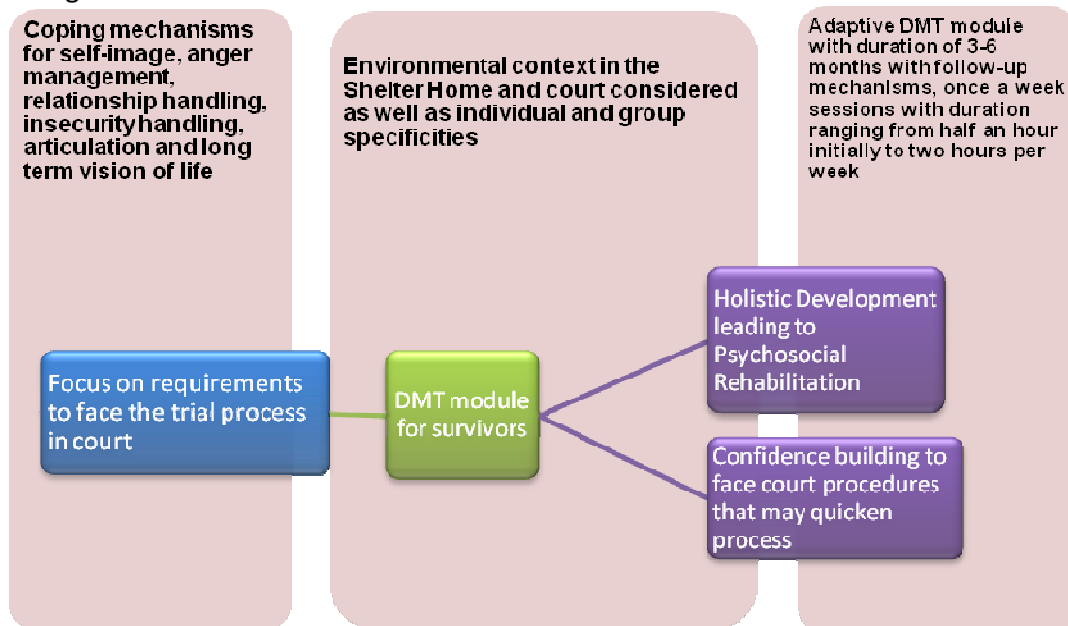 Coping mechanisms
for self-image, anger
management,
relationship handling,
insecurity handling,
articulation and long
term vision of life
Environmental context in the
Shelter Home and court considered
as well as individual and group
specificities
Adaptive DMT module
with duration of 3-6
months with follow-up
mechanisms, once a week
sessions with duration
ranging from half an hour
initially to two hours per
week
Focus on requirements
to face the trial process
in court
DMT module
for survivors
Holistic Development
leading to
Psychosocial
Rehabilitation
Confidence building to
face court procedures
that may quicken
process